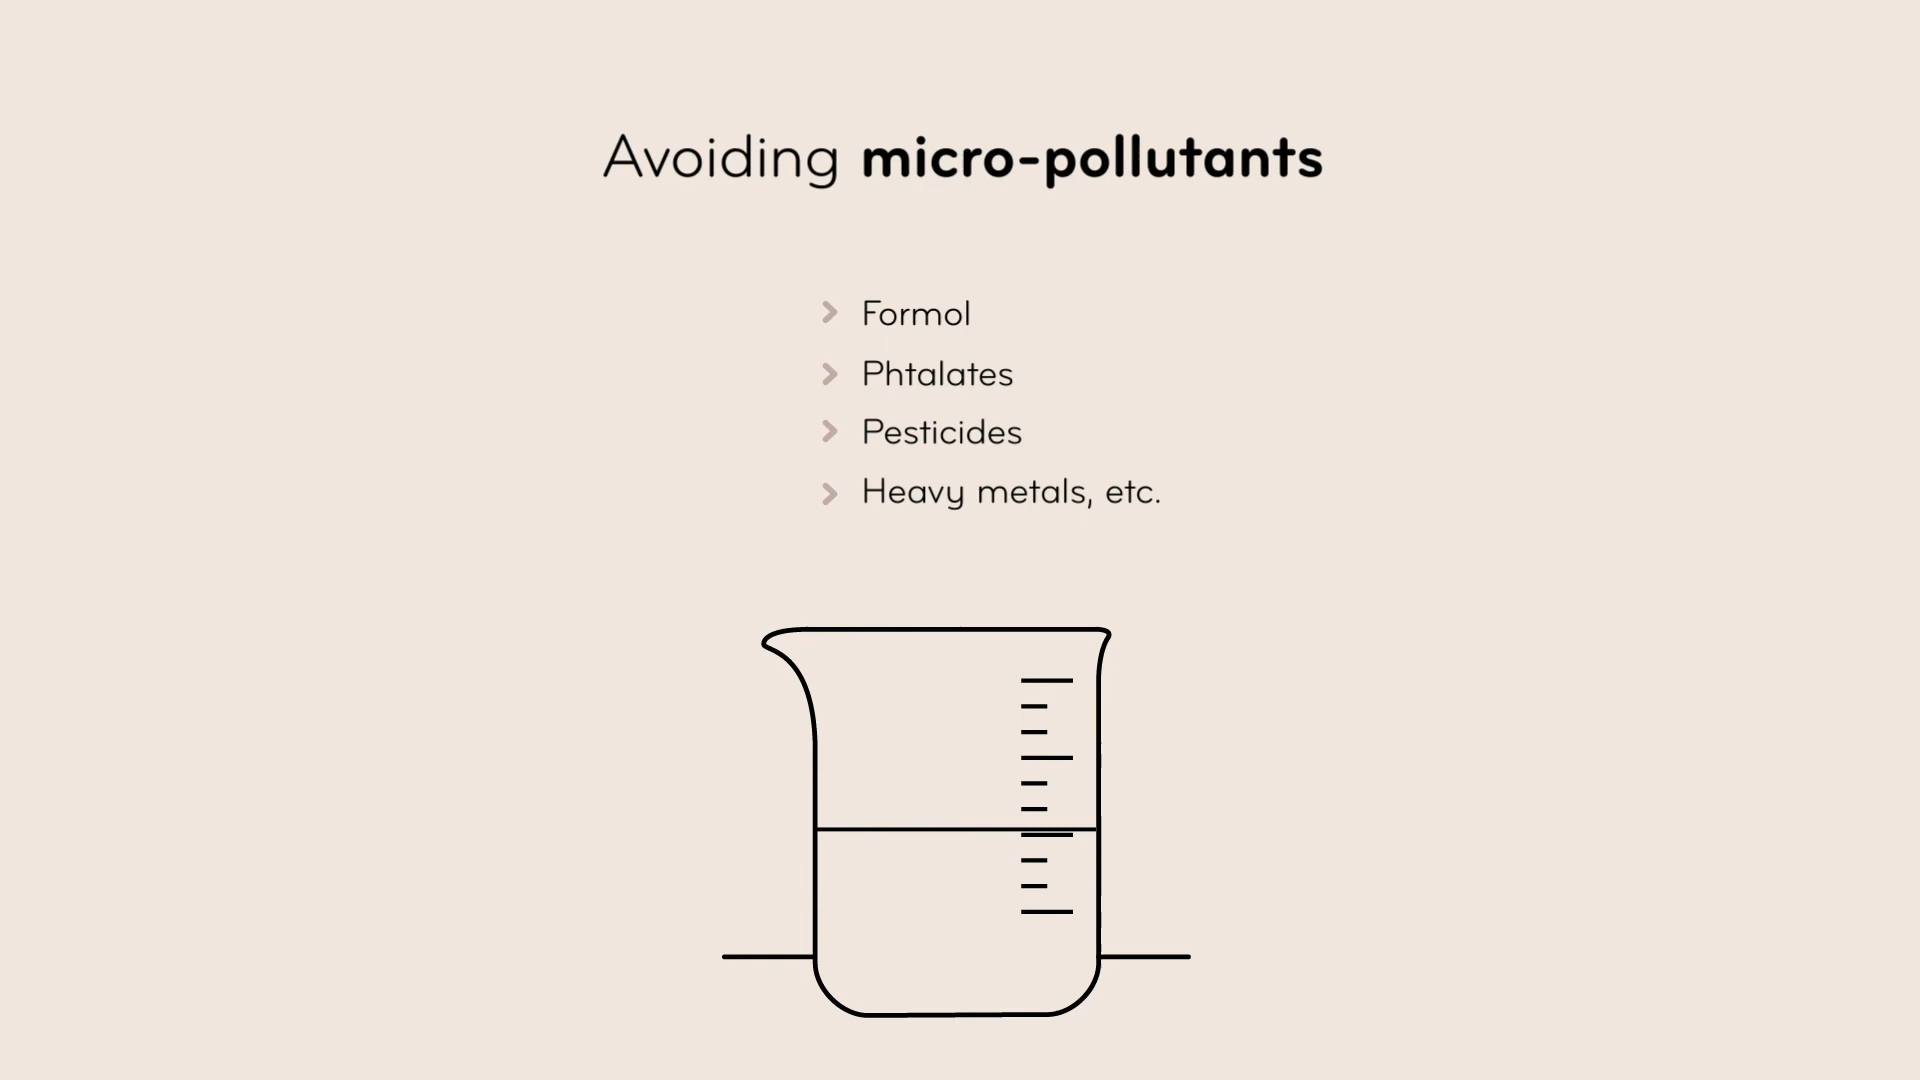 Avoiding micro-pollutants
Formol
Phtalates
Pesticides
Heavy metals, etc.